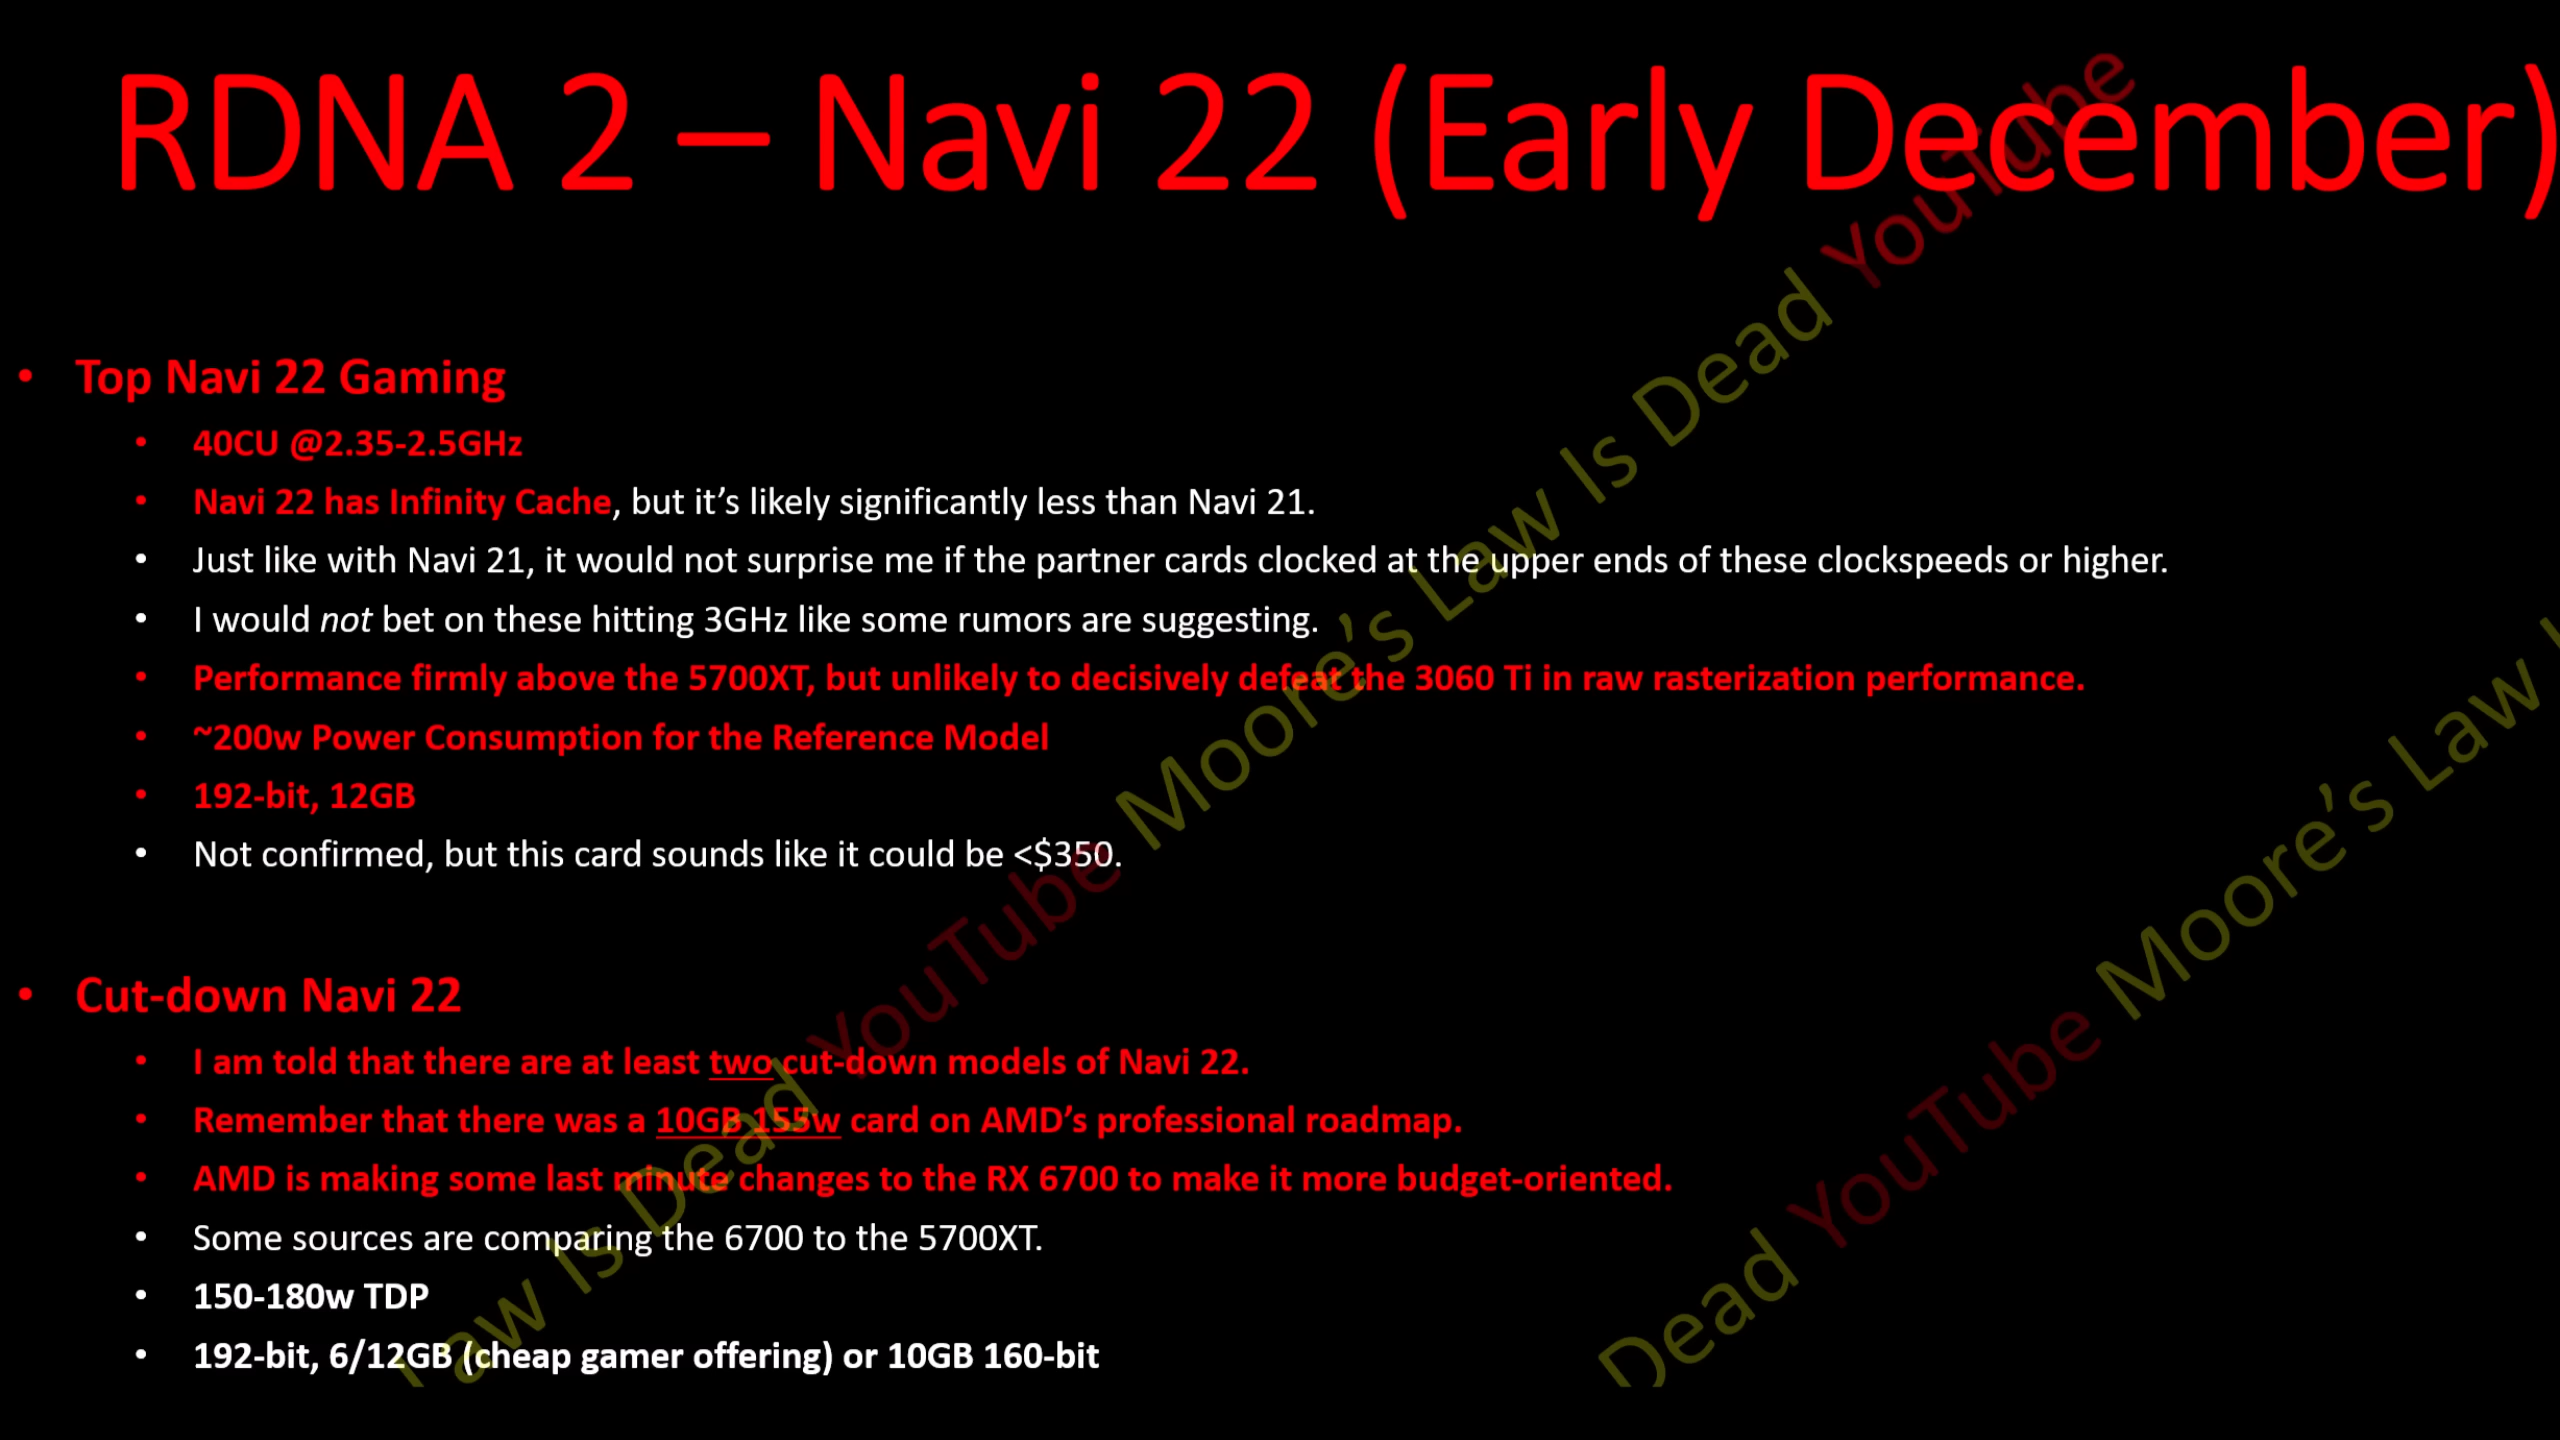 RDNA 2 – Navi 22 (Early December)
• Top Navi 22 Gaming
• 40CU @2.35-2.5GHz
• Navi 22 has Infinity Cache, but it’s likely significantly less than Navi 21.
• Just like with Navi 21, it would not surprise me if the partner cards clocked at the upper ends of these clockspeeds or higher.
• I would not bet on these hitting 3GHz like some rumors are suggesting.
• Performance firmly above the 5700XT, but unlikely to decisively defeat the 3060 Ti in raw rasterization performance.
• ~200w Power Consumption for the Reference Model
• 192-bit, 12GB
• Not confirmed, but this card sounds like it could be <$350.
• Cut-down Navi 22
• I am told that there are at least two cut-down models of Navi 22.
• Remember that there was a 10GB 155w card on AMD’s professional roadmap.
• AMD is making some last minute changes to the RX 6700 to make it more budget-oriented.
• Some sources are comparing the 6700 to the 5700XT.
• 150-180w TDP
• 192-bit, 6/12GB (cheap gamer offering) or 10GB 160-bit
Law Is Dead YouTube Moore’s Law Is Dead YouTube
Dead YouTube Moore’s Law